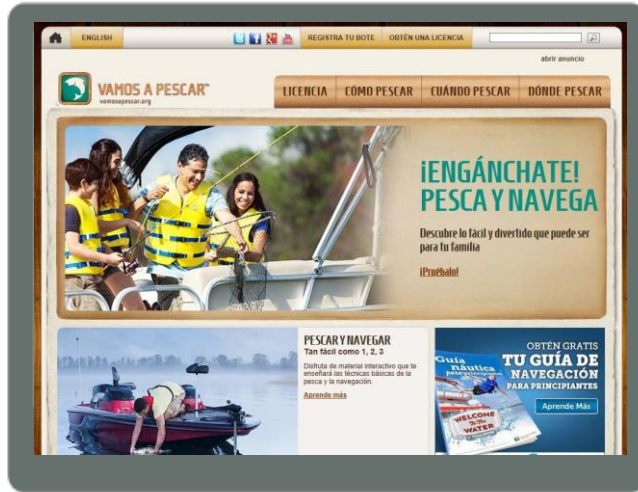 ENGLISH
REGISTRA TU BOTE
OBTÉN UNA LICENCIA
abrir anuncio
VAMOS A PESCAR™
vamosapescar.org
LICENCIA
CÓMO PESCAR
CUÁNDO PESCAR
DÓNDE PESCAR
¡ENGÁNCHATE!
PESCA Y NAVEGA
Descubre lo fácil y divertido que puede ser
para tu familia
¡Pruébalo!
PESCAR Y NAVEGAR
Tan fácil como 1, 2, 3
Disfruta de material interactivo que te
enseñará las técnicas básicas de la
pesca y la navegación.
Aprende más
OBTÉN GRATIS
TU GUÍA DE
NAVEGACIÓN
PARA PRINCIPIANTES
Aprende Más
Guía
náutica
para principiantes
WELCOME
To The
WATER